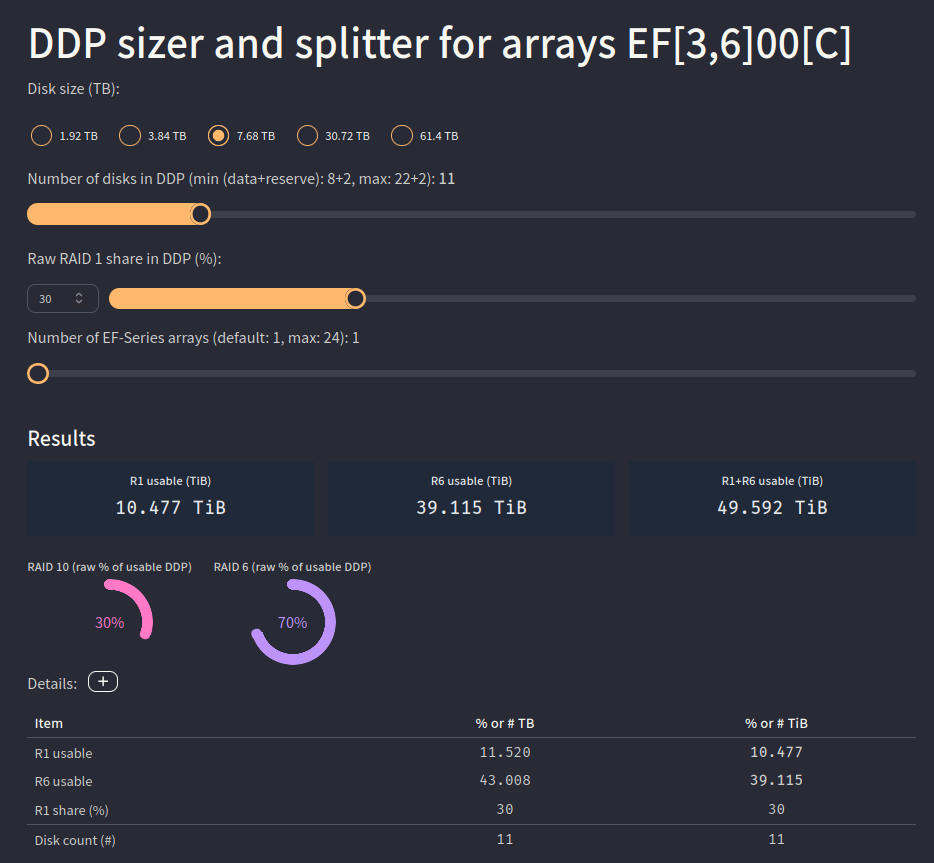 DDP sizer and splitter for arrays EF[3,6]00[C]
Disk size (TB):
1.92 TB 3.84 TB 7.68 TB 30.72 TB 61.4 TB
Number of disks in DDP (min (data+reserve): 8+2, max: 22+2): 11
Raw RAID 1 share in DDP (%):
30
Number of EF-Series arrays (default: 1, max: 24): 1
Results
R1 usable (TiB) R6 usable (TiB) R1+R6 usable (TiB)
10.477 TiB 39.115 TiB 49.592 TiB
RAID 10 (raw % of usable DDP) RAID 6 (raw % of usable DDP)
30% 70%
Details: +
Item % or # TB % or # TiB
R1 usable 11.520 10.477
R6 usable 43.008 39.115
R1 share (%) 30 30
Disk count (#) 11 11